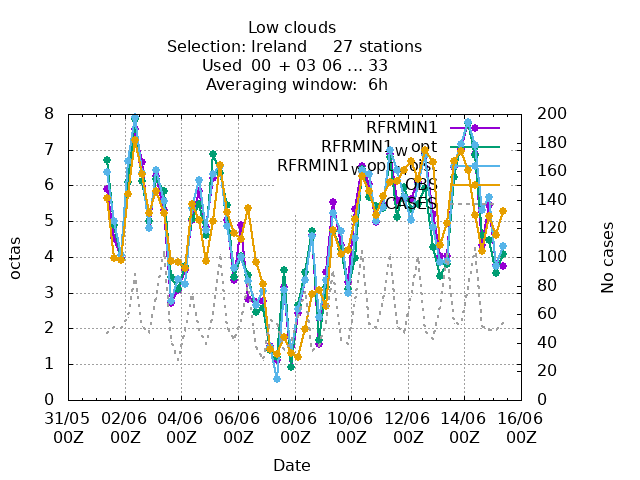 Low clouds
Selection: Ireland 27 stations
Used 00 + 03 06 ... 33
Averaging window: 6h
8 7 6 5 4 3 2 1 0
octas
200 180 160 140 120 100 80 60 40 20 0
No cases
RFRMIN1
RFRMIN1_w opt
OBS
CASES
31/05 02/06 04/06 06/06 08/06 10/06 12/06 14/06 16/06
00Z 00Z 00Z 00Z 00Z 00Z 00Z 00Z 00Z
Date